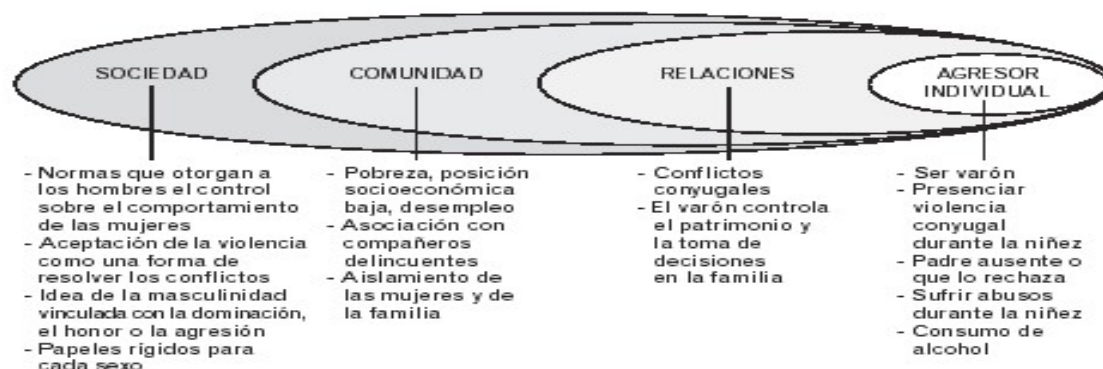 SOCIEDAD
COMUNIDAD
RELACIONES
AGRESOR
INDIVIDUAL
- Normas que otorgan a
los hombres el control
sobre el comportamiento
de las mujeres
- Aceptación de la violencia
como una forma de
resolver los conflictos
- Idea de la masculinidad
vinculada con la dominación,
el honor o la agresión
- Papeles rígidos para
cada sexo
- Pobreza, posición
socioeconómica
baja, desempleo
- Asociación con
compañeros
delincuentes
- Aislamiento de
las mujeres y de
la familia
- Conflictos
conyugales
- El varón controla
el patrimonio y
la toma de
decisiones
en la familia
- Ser varón
- Presenciar
violencia
conyugal
durante la niñez
- Padre ausente o
que lo rechaza
- Sufrir abusos
durante la niñez
- Consumo de
alcohol